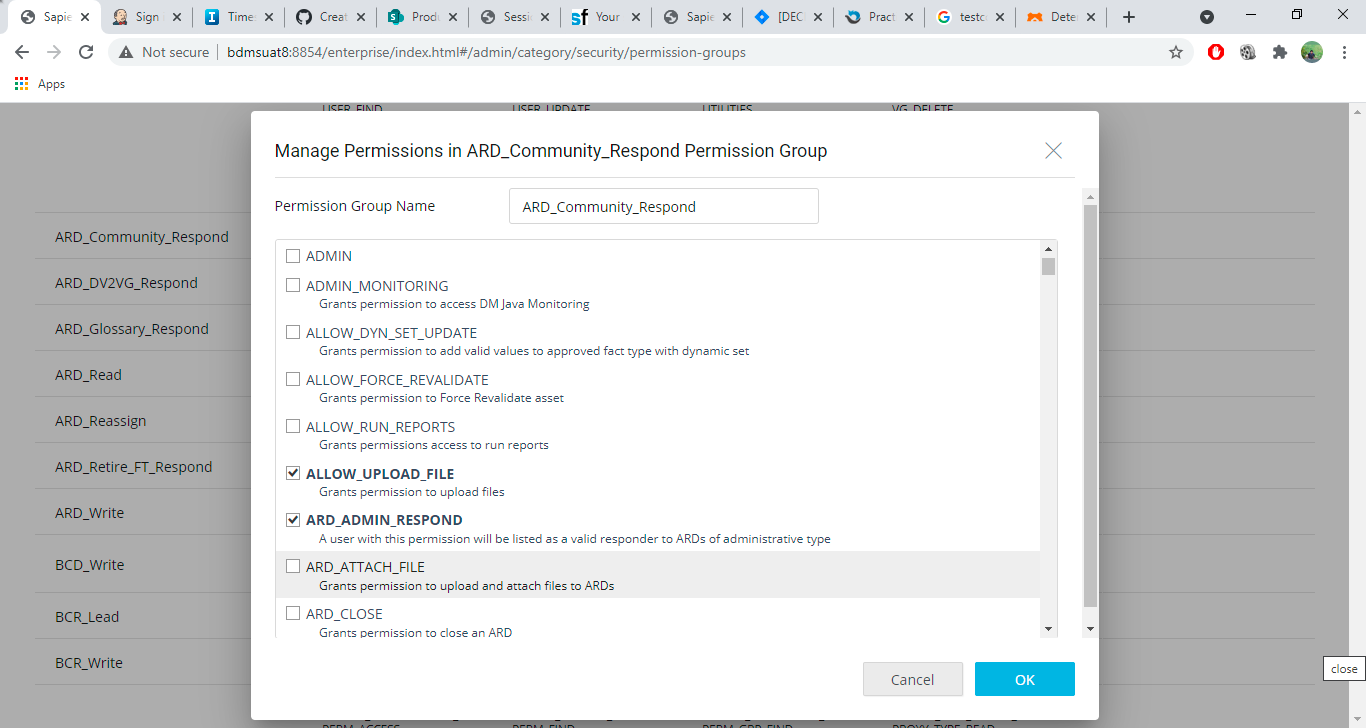 Sapie
Sign
Times
Creat
Produ
Sessi
Your
Sapie
[DEC
Pract
testca
Deter
Not secure
bdmsuat8:8854/enterprise/index.html#/admin/category/security/permission-groups
Apps
USER_FIND USER_UPDATE UTILITIES VG_DELETE
Manage Permissions in ARD_Community_Respond Permission Group
Permission Group Name
ARD_Community_Respond
ADMIN
ADMIN_MONITORING
Grants permission to access DM Java Monitoring
ALLOW_DYN_SET_UPDATE
Grants permission to add valid values to approved fact type with dynamic set
ALLOW_FORCE_REVALIDATE
Grants permission to Force Revalidate asset
ALLOW_RUN_REPORTS
Grants permissions access to run reports
ALLOW_UPLOAD_FILE
Grants permission to upload files
ARD_ADMIN_RESPOND
A user with this permission will be listed as a valid responder to ARDs of administrative type
ARD_ATTACH_FILE
Grants permission to upload and attach files to ARDs
ARD_CLOSE
Grants permission to close an ARD
Cancel
OK
ARD_Community_Respond
ARD_DV2VG_Respond
ARD_Glossary_Respond
ARD_Read
ARD_Reassign
ARD_Retire_FT_Respond
ARD_Write
BCD_Write
BCR_Lead
BCR_Write
close
PERM_ACCESS PERM_FIND PERM_GRP_FIND PROXY_TYPE_READ